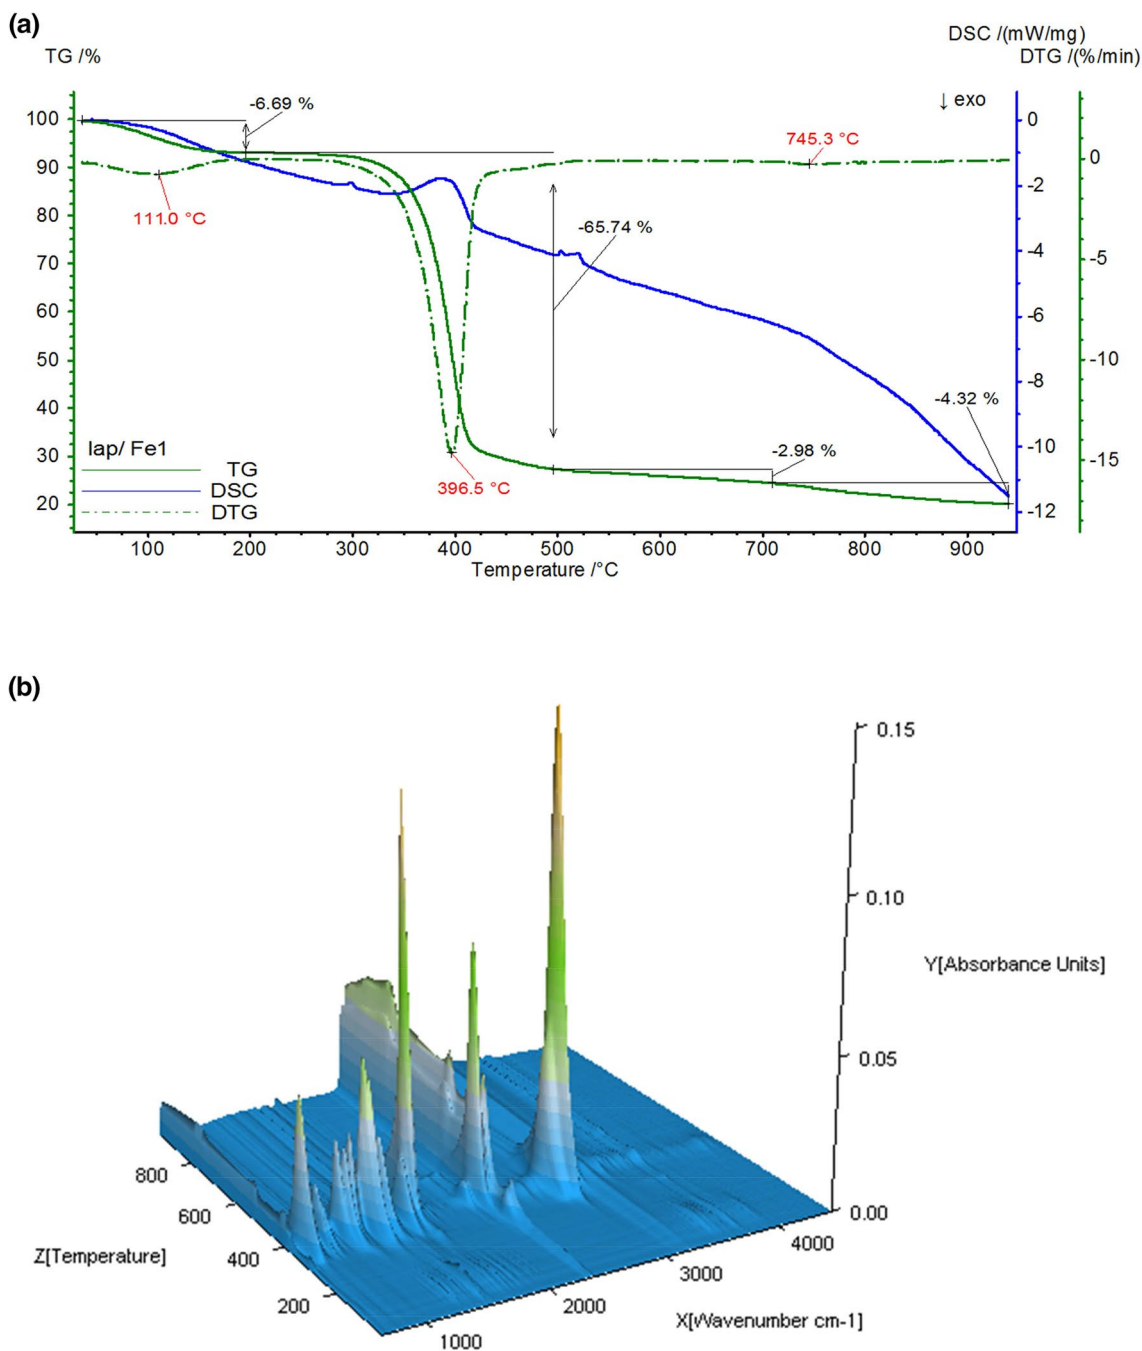 (a)
DSC /(mW/mg)
TG /%
DTG /(%/min)
-6.69 %
↓ exo
100
0
745.3 °C
0
90
-2
111.0 °C
80
-65.74 %
-4
-5
70
60
-6
50
-10
-8
40
-4.32 %
lap/ Fe1
-10
30
TG
-2.98 %
-15
DSC
396.5 °C
20
DTG
-12
100 200 300 400 500 600 700 800 900
Temperature /°C
(b)
0.15
0.10
Y[Absorbance Units]
0.05
800
600
0.00
Z[Temperature]
400
4000
200
3000
2000
X[Wavenumber cm-1]
1000